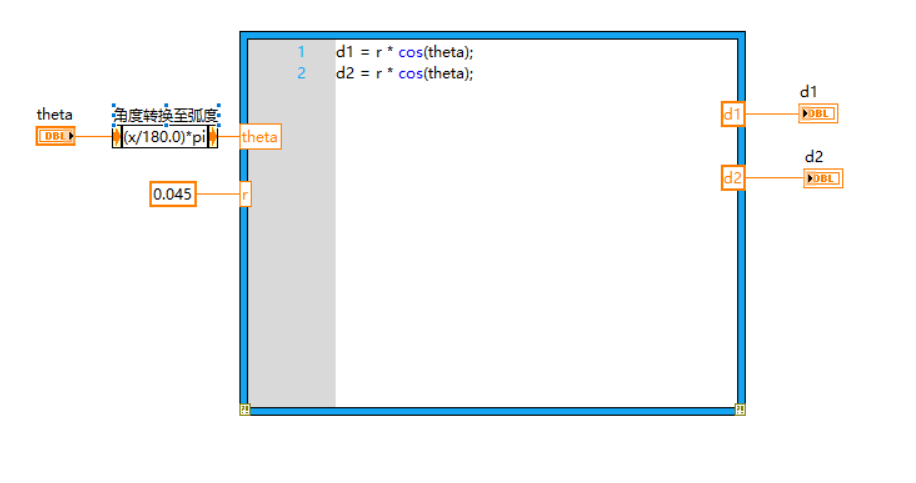 1 d1 = r * cos(theta);
2 d2 = r * cos(theta);
theta
DBL
角度转换至弧度
(x/180.0)*pi
theta
0.045
r
d1
d1
DBL
d2
d2
DBL